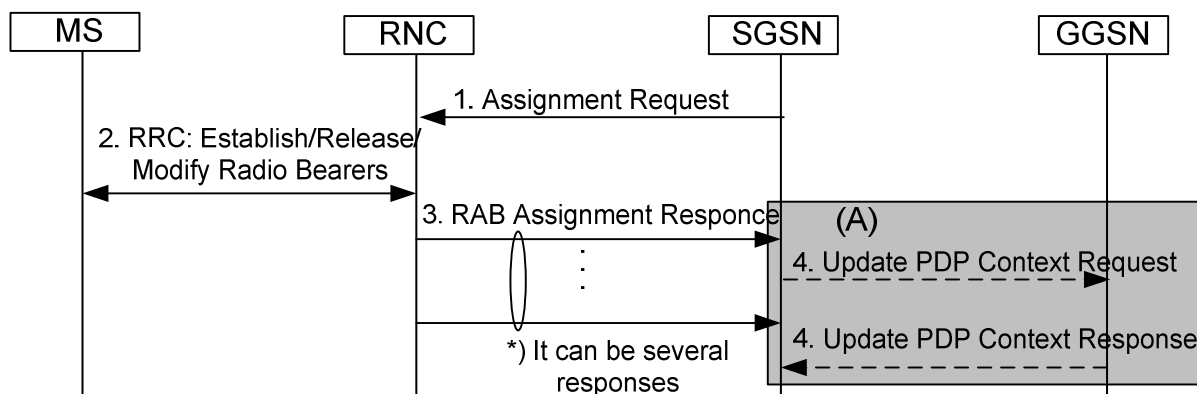 MS
RNC
SGSN
GGSN
1. Assignment Request
2. RRC: Establish/Release/
Modify Radio Bearers
3. RAB Assignment Responce
(A)
4. Update PDP Context Request
4. Update PDP Context Response
*) It can be several
responses